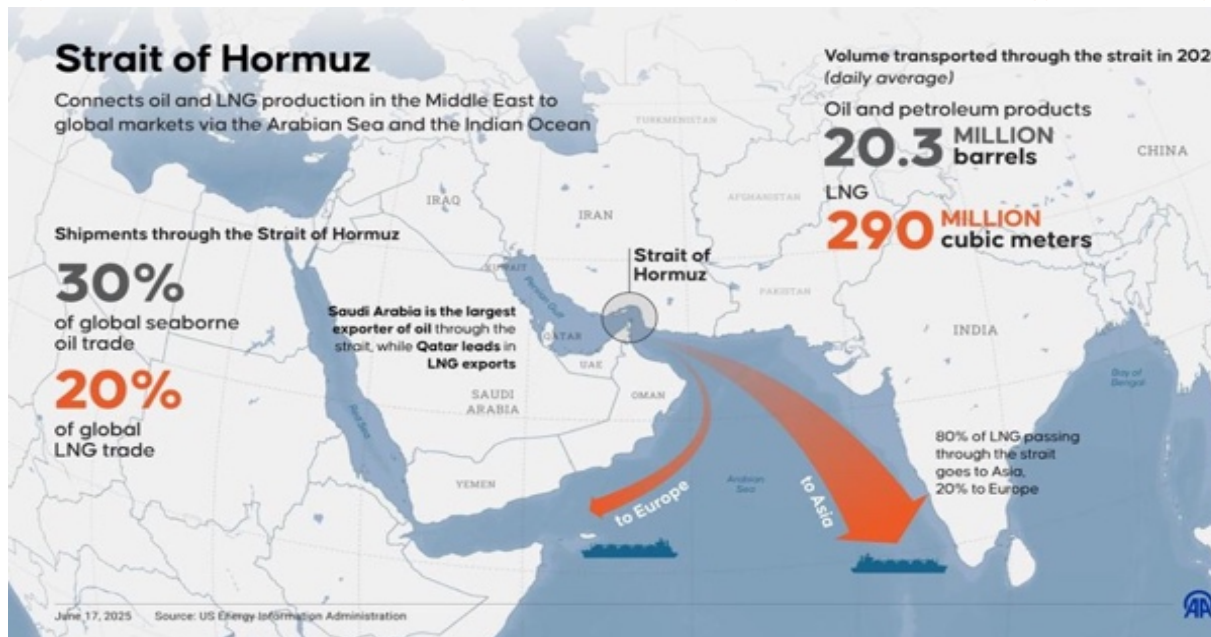 Strait of Hormuz
Connects oil and LNG production in the Middle East to
global markets via the Arabian Sea and the Indian Ocean
Shipments through the Strait of Hormuz
30%
of global seaborne
oil trade
20%
of global
LNG trade
Volume transported through the strait in 202
(daily average)
Oil and petroleum products
20.3 MILLION
barrels
LNG
290 MILLION
cubic meters
TURKMENISTAN
CHINA
AFGHANISTAN
IRAQ
IRAN
Strait of
Hormuz
KUWAIT
Persian Gulf
PAKISTAN
Saudi Arabia is the largest
exporter of oil through the
strait, while Qatar leads in
LNG exports
QATAR
UAE
INDIA
SAUDI
ARABIA
OMAN
Red Sea
Bay of
Bengal
YEMEN
Arabian
Sea
to Europe
to Asia
80% of LNG passing
through the strait
goes to Asia,
20% to Europe
June 17, 2025
Source: US Energy Information Administration
AA